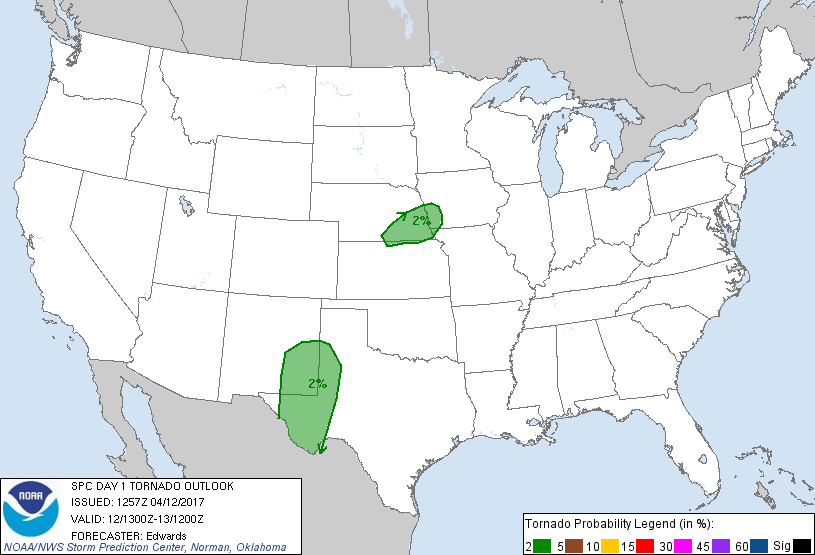 2%
2%
NOAA
SPC DAY 1 TORNADO OUTLOOK
ISSUED: 1257Z 04/12/2017
VALID: 12/1300Z-13/1200Z
FORECASTER: Edwards
NOAA/NWS Storm Prediction Center, Norman, Oklahoma
Tornado Probability Legend (in %):
2 5 10 15 30 45 60 Sig